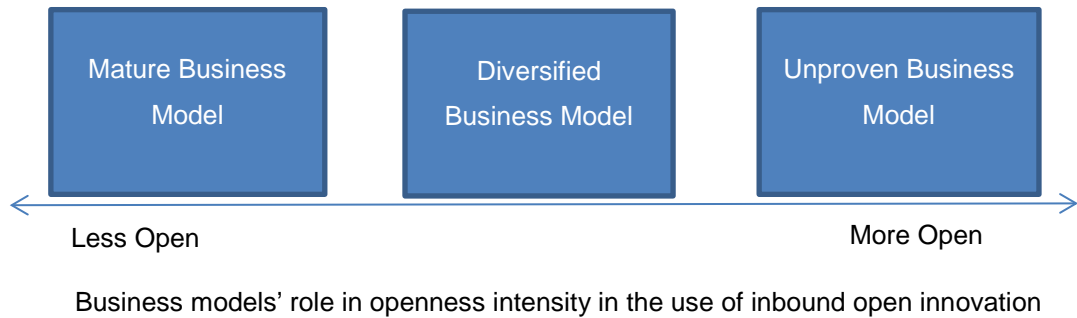 Mature Business
Model
Diversified
Business Model
Unproven Business
Model
Less Open
More Open
Business models’ role in openness intensity in the use of inbound open innovation